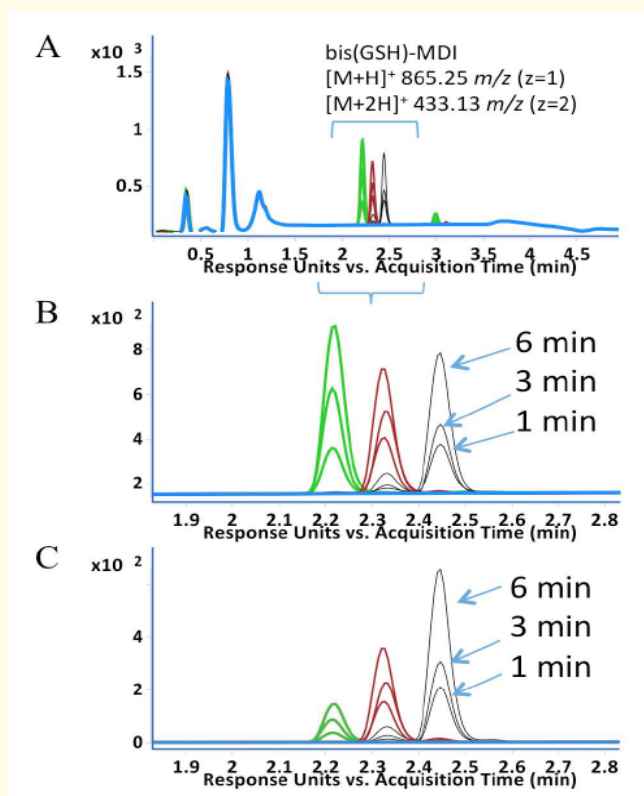 A
x10 3
bis(GSH)-MDI
[M+H]+ 865.25 m/z (z=1)
[M+2H]+ 433.13 m/z (z=2)
1.5
1
0.5
0.5 1 1.5 2 2.5 3 3.5 4 4.5
Response Units vs. Acquisition Time (min)
B
x10 2
8
6
4
2
6 min
3 min
1 min
1.9 2 2.1 2.2 2.3 2.4 2.5 2.6 2.7 2.8
Response Units vs. Acquisition Time (min)
C
x10 2
4
2
0
6 min
3 min
1 min
1.9 2 2.1 2.2 2.3 2.4 2.5 2.6 2.7 2.8
Response Units vs. Acquisition Time (min)